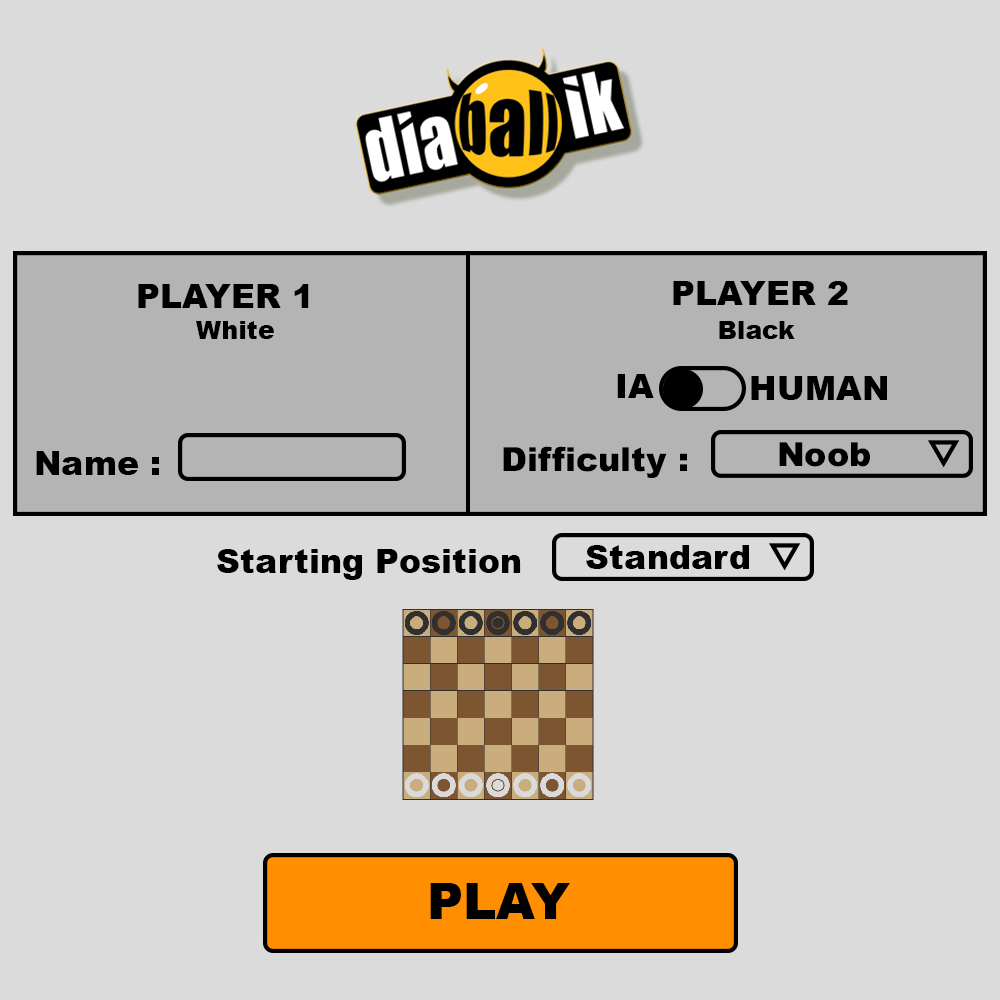 diaballik
PLAYER 1
White
Name :
PLAYER 2
Black
IA HUMAN
Difficulty : Noob
Starting Position Standard
PLAY